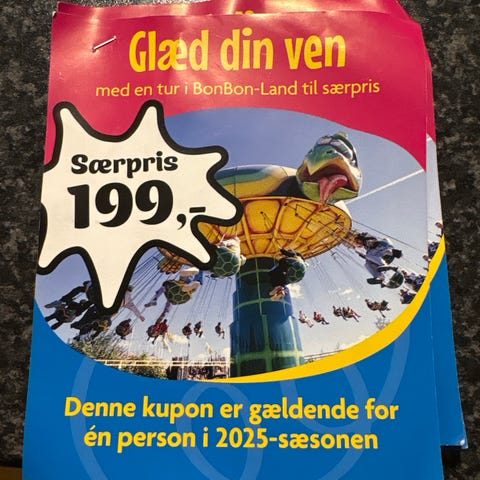 Glæd din ven
med en tur i BonBon-Land til særpris
Særpris
199,-
Denne kupon er gældende for
én person i 2025-sæsonen